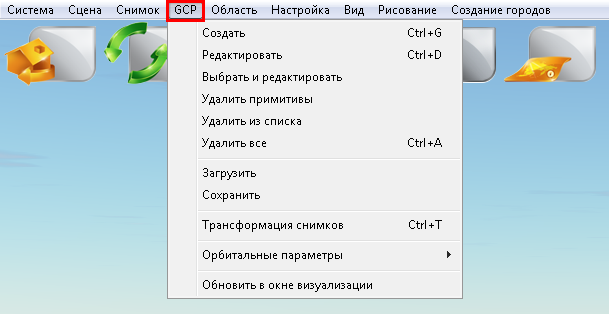 Система Сцена Снимок GCP Область Настройка Вид Рисование Создание городов
Создать Ctrl+G
Редактировать Ctrl+D
Выбрать и редактировать
Удалить примитивы
Удалить из списка
Удалить все Ctrl+A
Загрузить
Сохранить
Трансформация снимков Ctrl+T
Орбитальные параметры
Обновить в окне визуализации